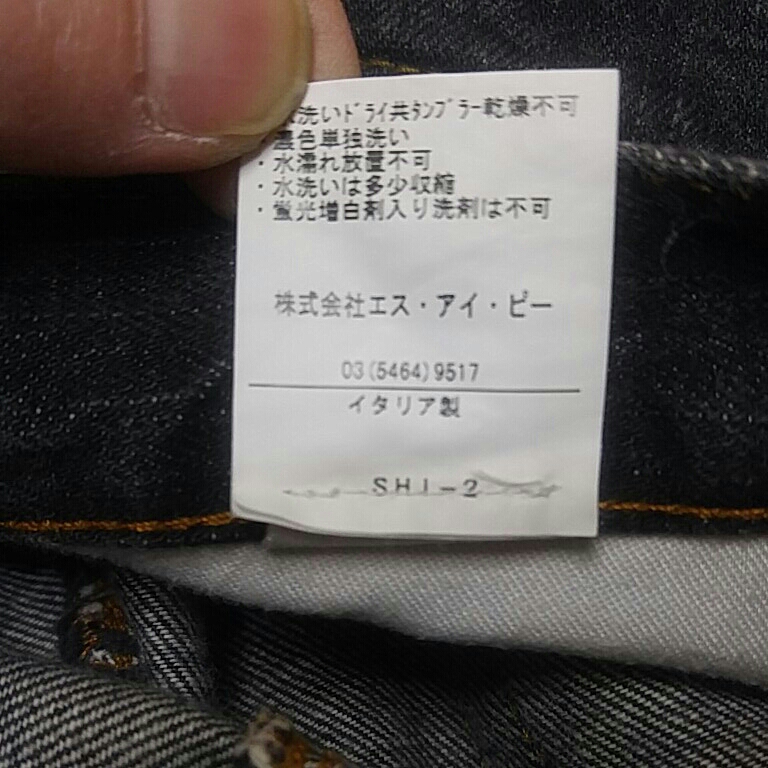 洗いﾄﾞﾗｲ共ﾀﾝﾌﾞﾗｰ乾燥不可
濃色単独洗い
・水濡れ放置不可
・水洗いは多少収縮
・蛍光増白剤入り洗剤は不可
株式会社エス・アイ・ピー
03(5464)9517
イタリア製
SHI-2